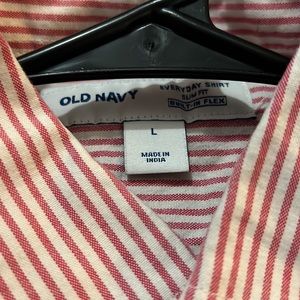 OLD NAVY
EVERYDAY SHIRT
SLIM FIT
BUILT-IN FLEX
L
MADE IN
INDIA